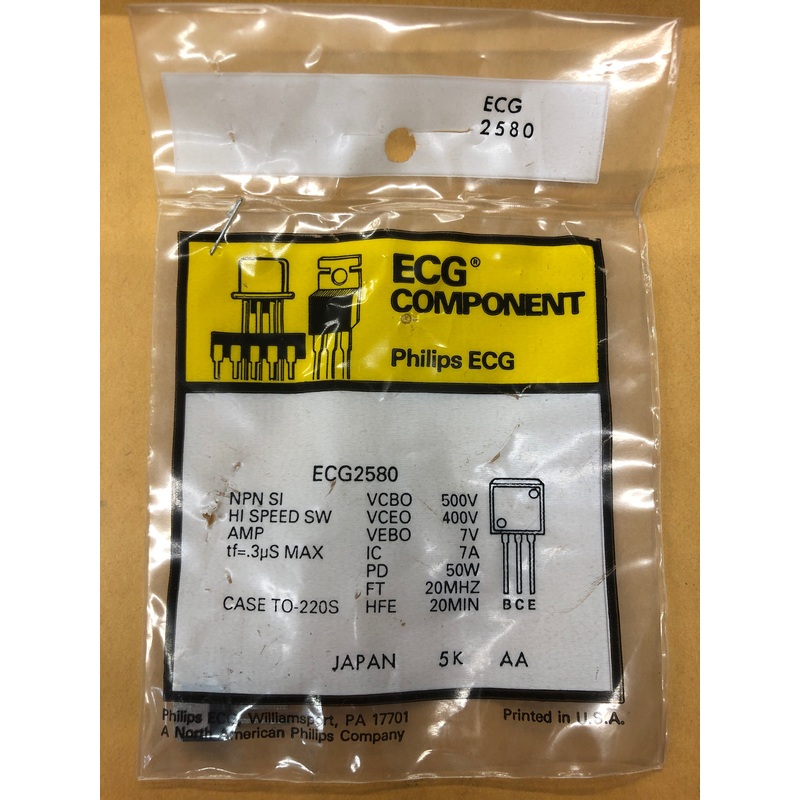 ECG
2580
ECG®
COMPONENT
Philips ECG
ECG2580
NPN SI VCBO 500V
HI SPEED SW VCEO 400V
AMP VEBO 7V
tf=.3µS MAX IC 7A
PD 50W
FT 20MHZ
CASE TO-220S HFE 20MIN
B C E
JAPAN 5K AA
Philips ECG, Williamsport, PA 17701 Printed in U.S.A.
A North American Philips Company